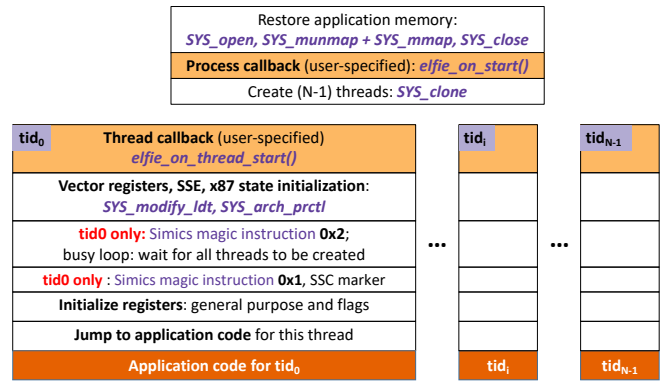 Restore application memory:
SYS_open, SYS_munmap + SYS_mmap, SYS_close
Process callback (user-specified): elfie_on_start()
Create (N-1) threads: SYS_clone
tid0 Thread callback (user-specified) tidi tidN-1
elfie_on_thread_start()
Vector registers, SSE, x87 state initialization:
SYS_modify_ldt, SYS_arch_prctl
tid0 only: Simics magic instruction 0x2;
busy loop: wait for all threads to be created
... ...
tid0 only : Simics magic instruction 0x1, SSC marker
Initialize registers: general purpose and flags
Jump to application code for this thread
Application code for tid0 tidi tidN-1